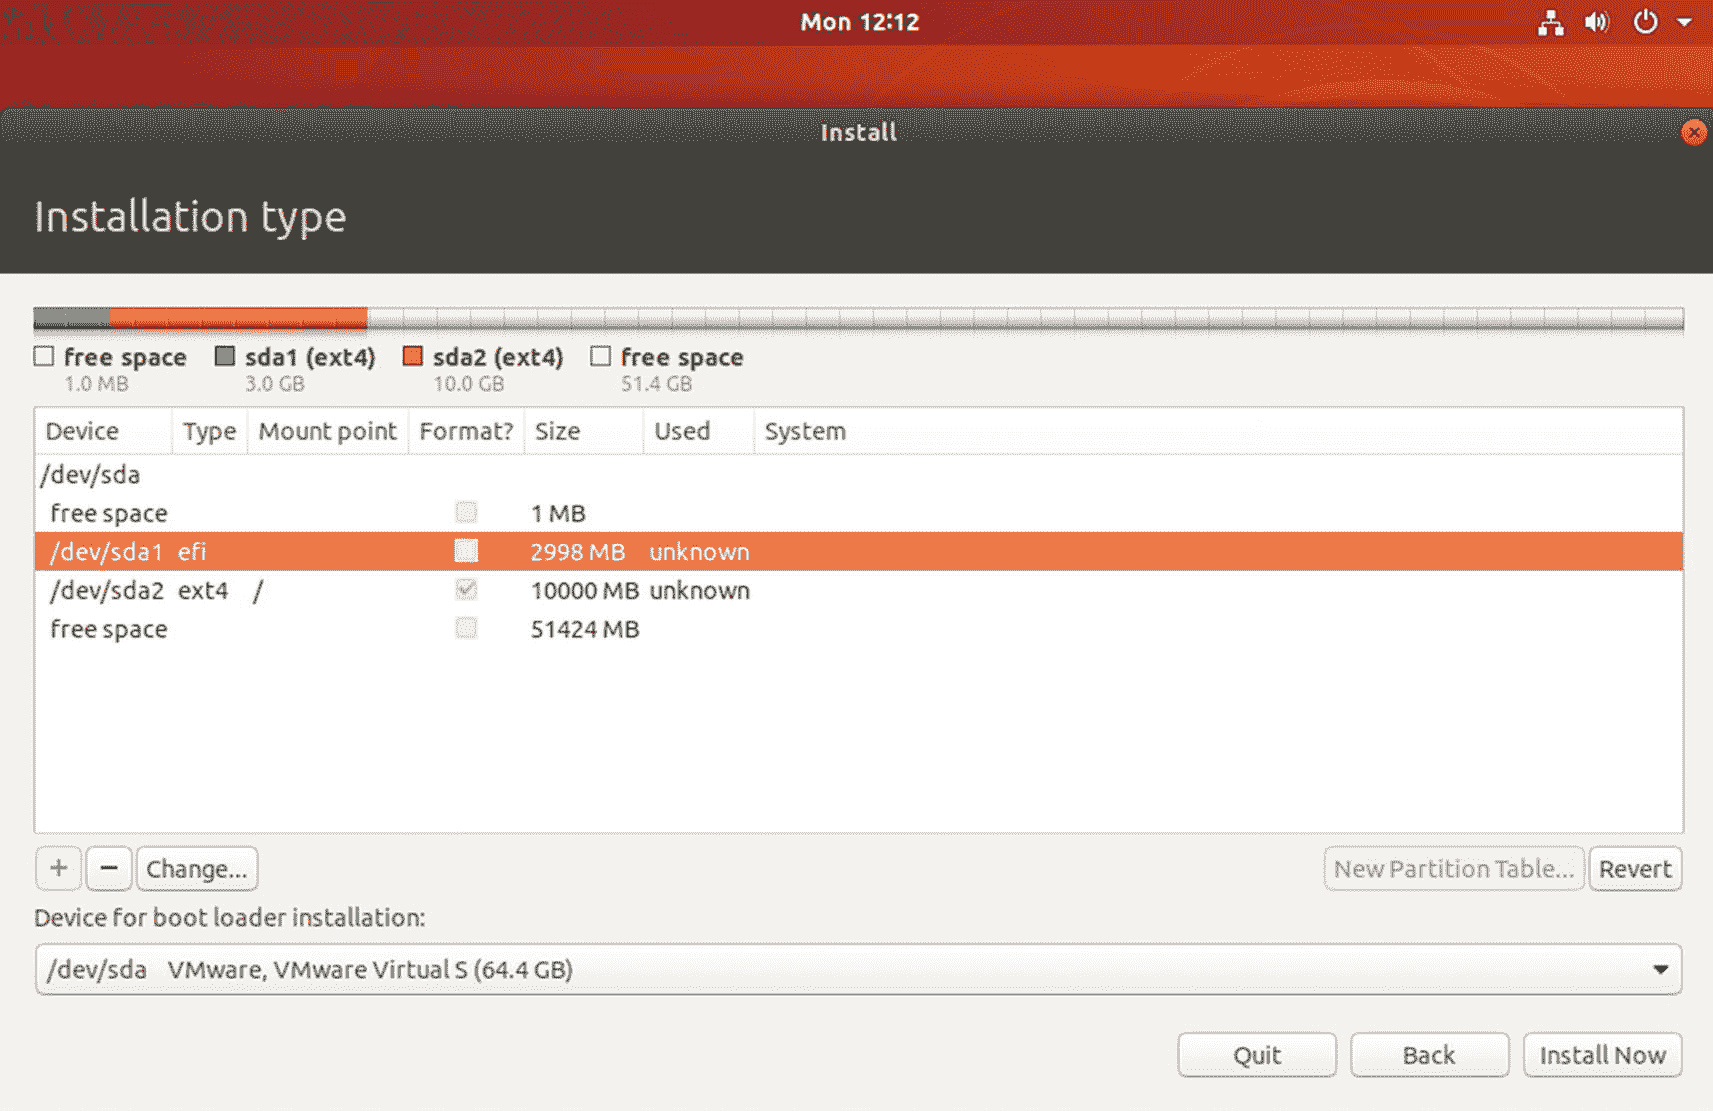 Mon 12:12
Install
Installation type
free space sda1 (ext4) sda2 (ext4) free space
1.0 MB 3.0 GB 10.0 GB 51.4 GB
Device Type Mount point Format? Size Used System
/dev/sda
free space 1 MB
/dev/sda1 efi 2998 MB unknown
/dev/sda2 ext4 / 10000 MB unknown
free space 51424 MB
+ − Change... New Partition Table... Revert
Device for boot loader installation:
/dev/sda VMware, VMware Virtual S (64.4 GB)
Quit Back Install Now